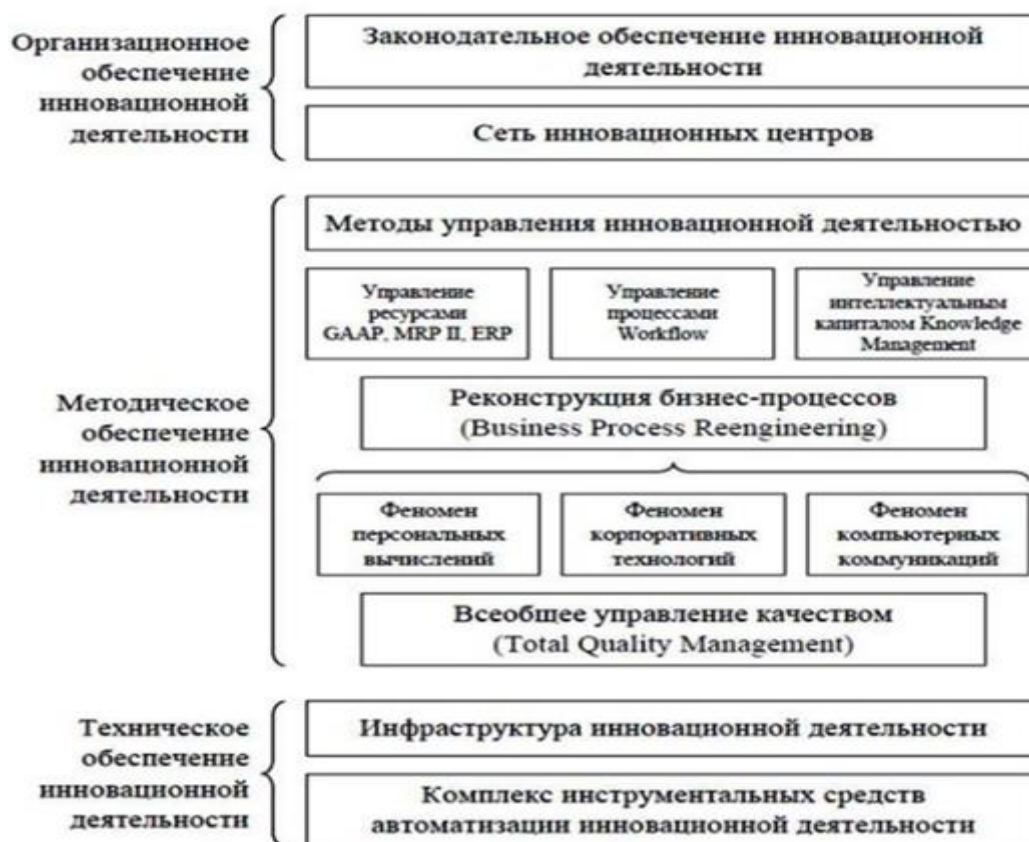 Организационное
обеспечение
инновационной
деятельности
Законодательное обеспечение инновационной
деятельности
Сеть инновационных центров
Методическое
обеспечение
инновационной
деятельности
Методы управления инновационной деятельностью
Управление
ресурсами
GAAP, MRP II, ERP
Управление
процессами
Workflow
Управление
интеллектуальным
капиталом Knowledge
Management
Реконструкция бизнес-процессов
(Business Process Reengineering)
Феномен
персональных
вычислений
Феномен
корпоративных
технологий
Феномен
компьютерных
коммуникаций
Всеобщее управление качеством
(Total Quality Management)
Техническое
обеспечение
инновационной
деятельности
Инфраструктура инновационной деятельности
Комплекс инструментальных средств
автоматизации инновационной деятельности